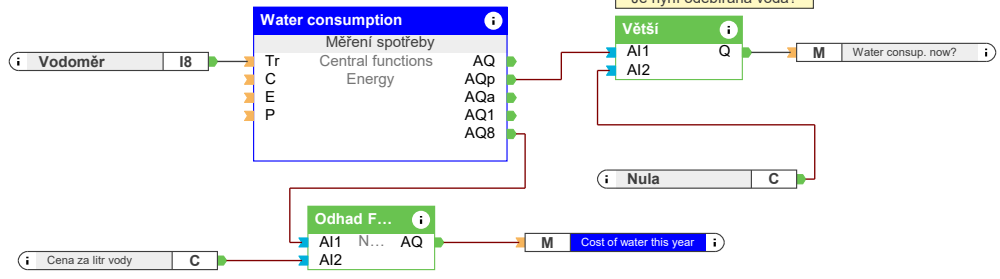 Je nyní odebírána voda?
Water consumption
i
Měření spotřeby
Central functions
Energy
Tr
C
E
P
AQ
AQp
AQa
AQ1
AQ8
i Vodoměr I8
Větší i
AI1 Q
AI2
M Water consup. now? i
i Nula C
Odhad F... i
AI1 N... AQ
AI2
i Cena za litr vody C
M Cost of water this year i